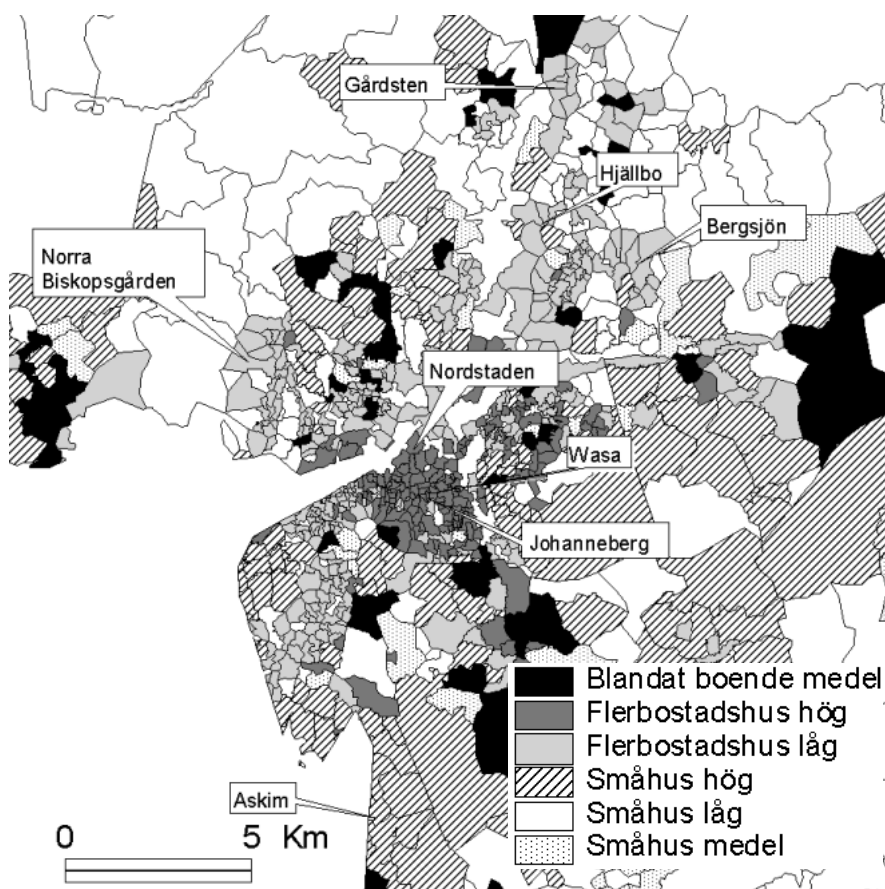 Gårdsten
Hjällbo
Bergsjön
Norra
Biskopsgården
Nordstaden
Wasa
Johanneberg
Askim
0 5 Km
Blandat boende medel
Flerbostadshus hög
Flerbostadshus låg
Småhus hög
Småhus låg
Småhus medel